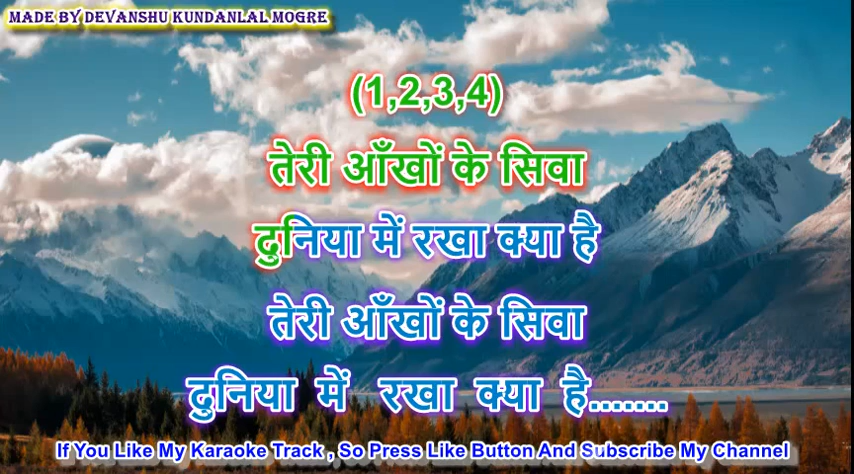 MADE BY DEVANSHU KUNDANLAL MOGRE
(1,2,3,4)
तेरी आँखों के सिवा
दुनिया में रखा क्या है
तेरी आँखों के सिवा
दुनिया में रखा क्या है.......
If You Like My Karaoke Track , So Press Like Button And Subscribe My Channel